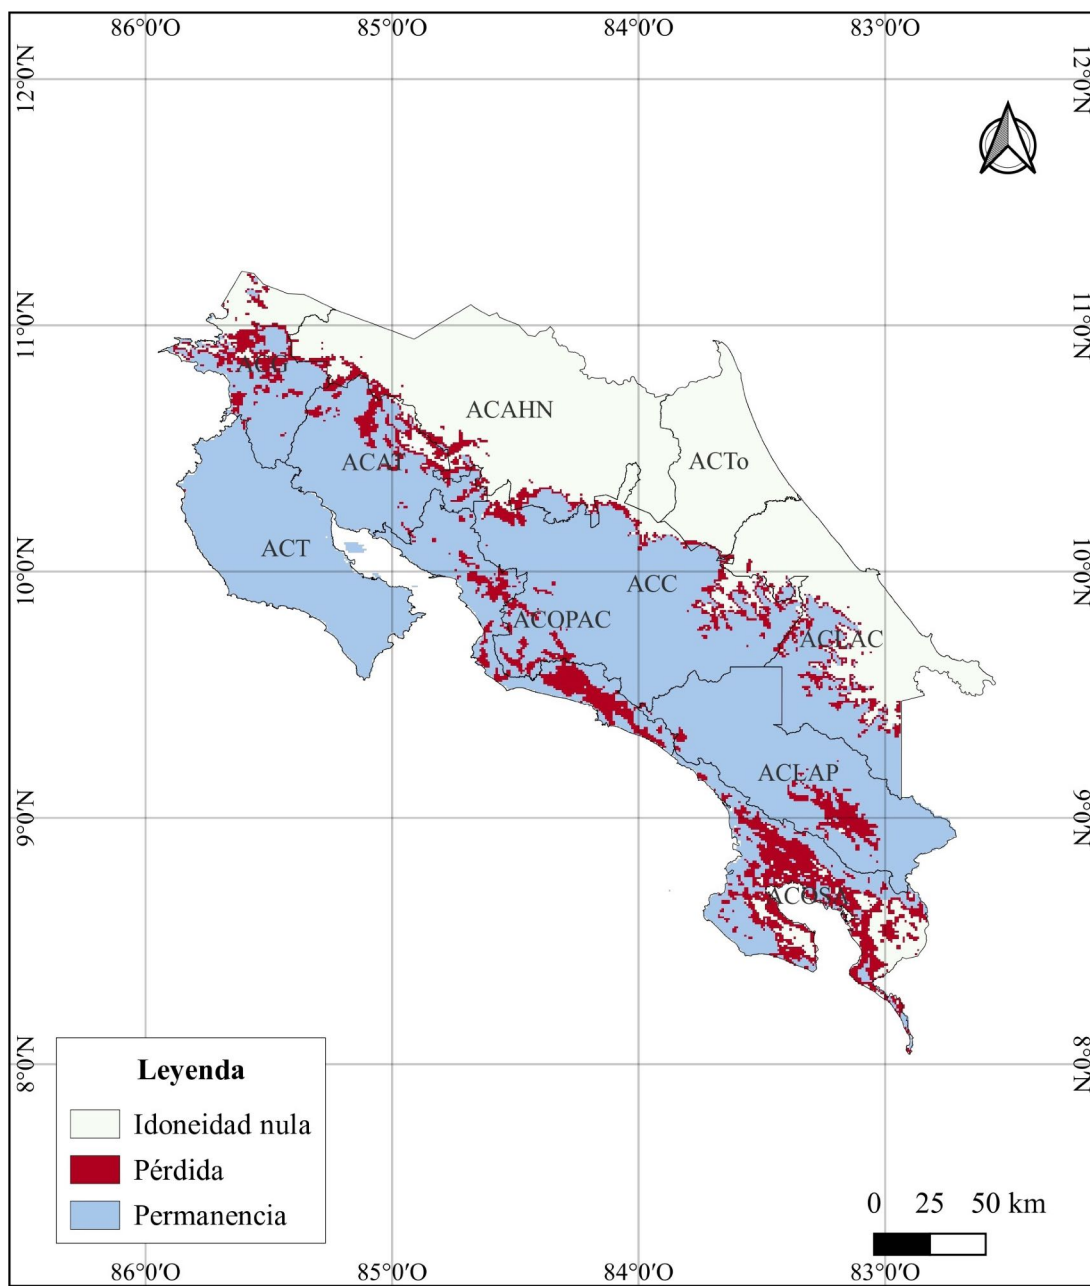 86°0′O 85°0′O 84°0′O 83°0′O
12°0′N 12°0′N
11°0′N 11°0′N
ACG
ACAHN
ACTo
ACAT
ACT
10°0′N 10°0′N
ACC
ACOPAC
ACLAC
ACLAP
9°0′N 9°0′N
ACOSA
8°0′N 8°0′N
Leyenda
Idoneidad nula
Pérdida
Permanencia
0 25 50 km
86°0′O 85°0′O 84°0′O 83°0′O